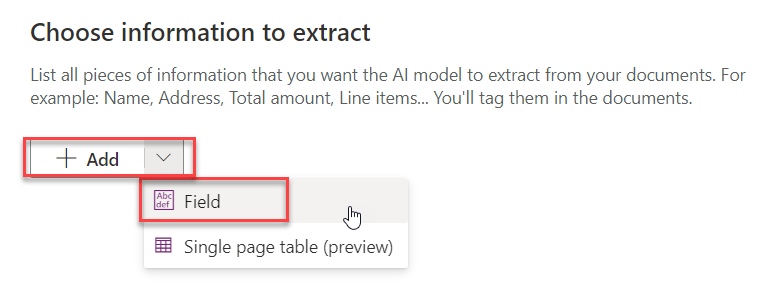 Choose information to extract
List all pieces of information that you want the AI model to extract from your documents. For
example: Name, Address, Total amount, Line items... You'll tag them in the documents.
Add
Abc
def
Field
Single page table (preview)